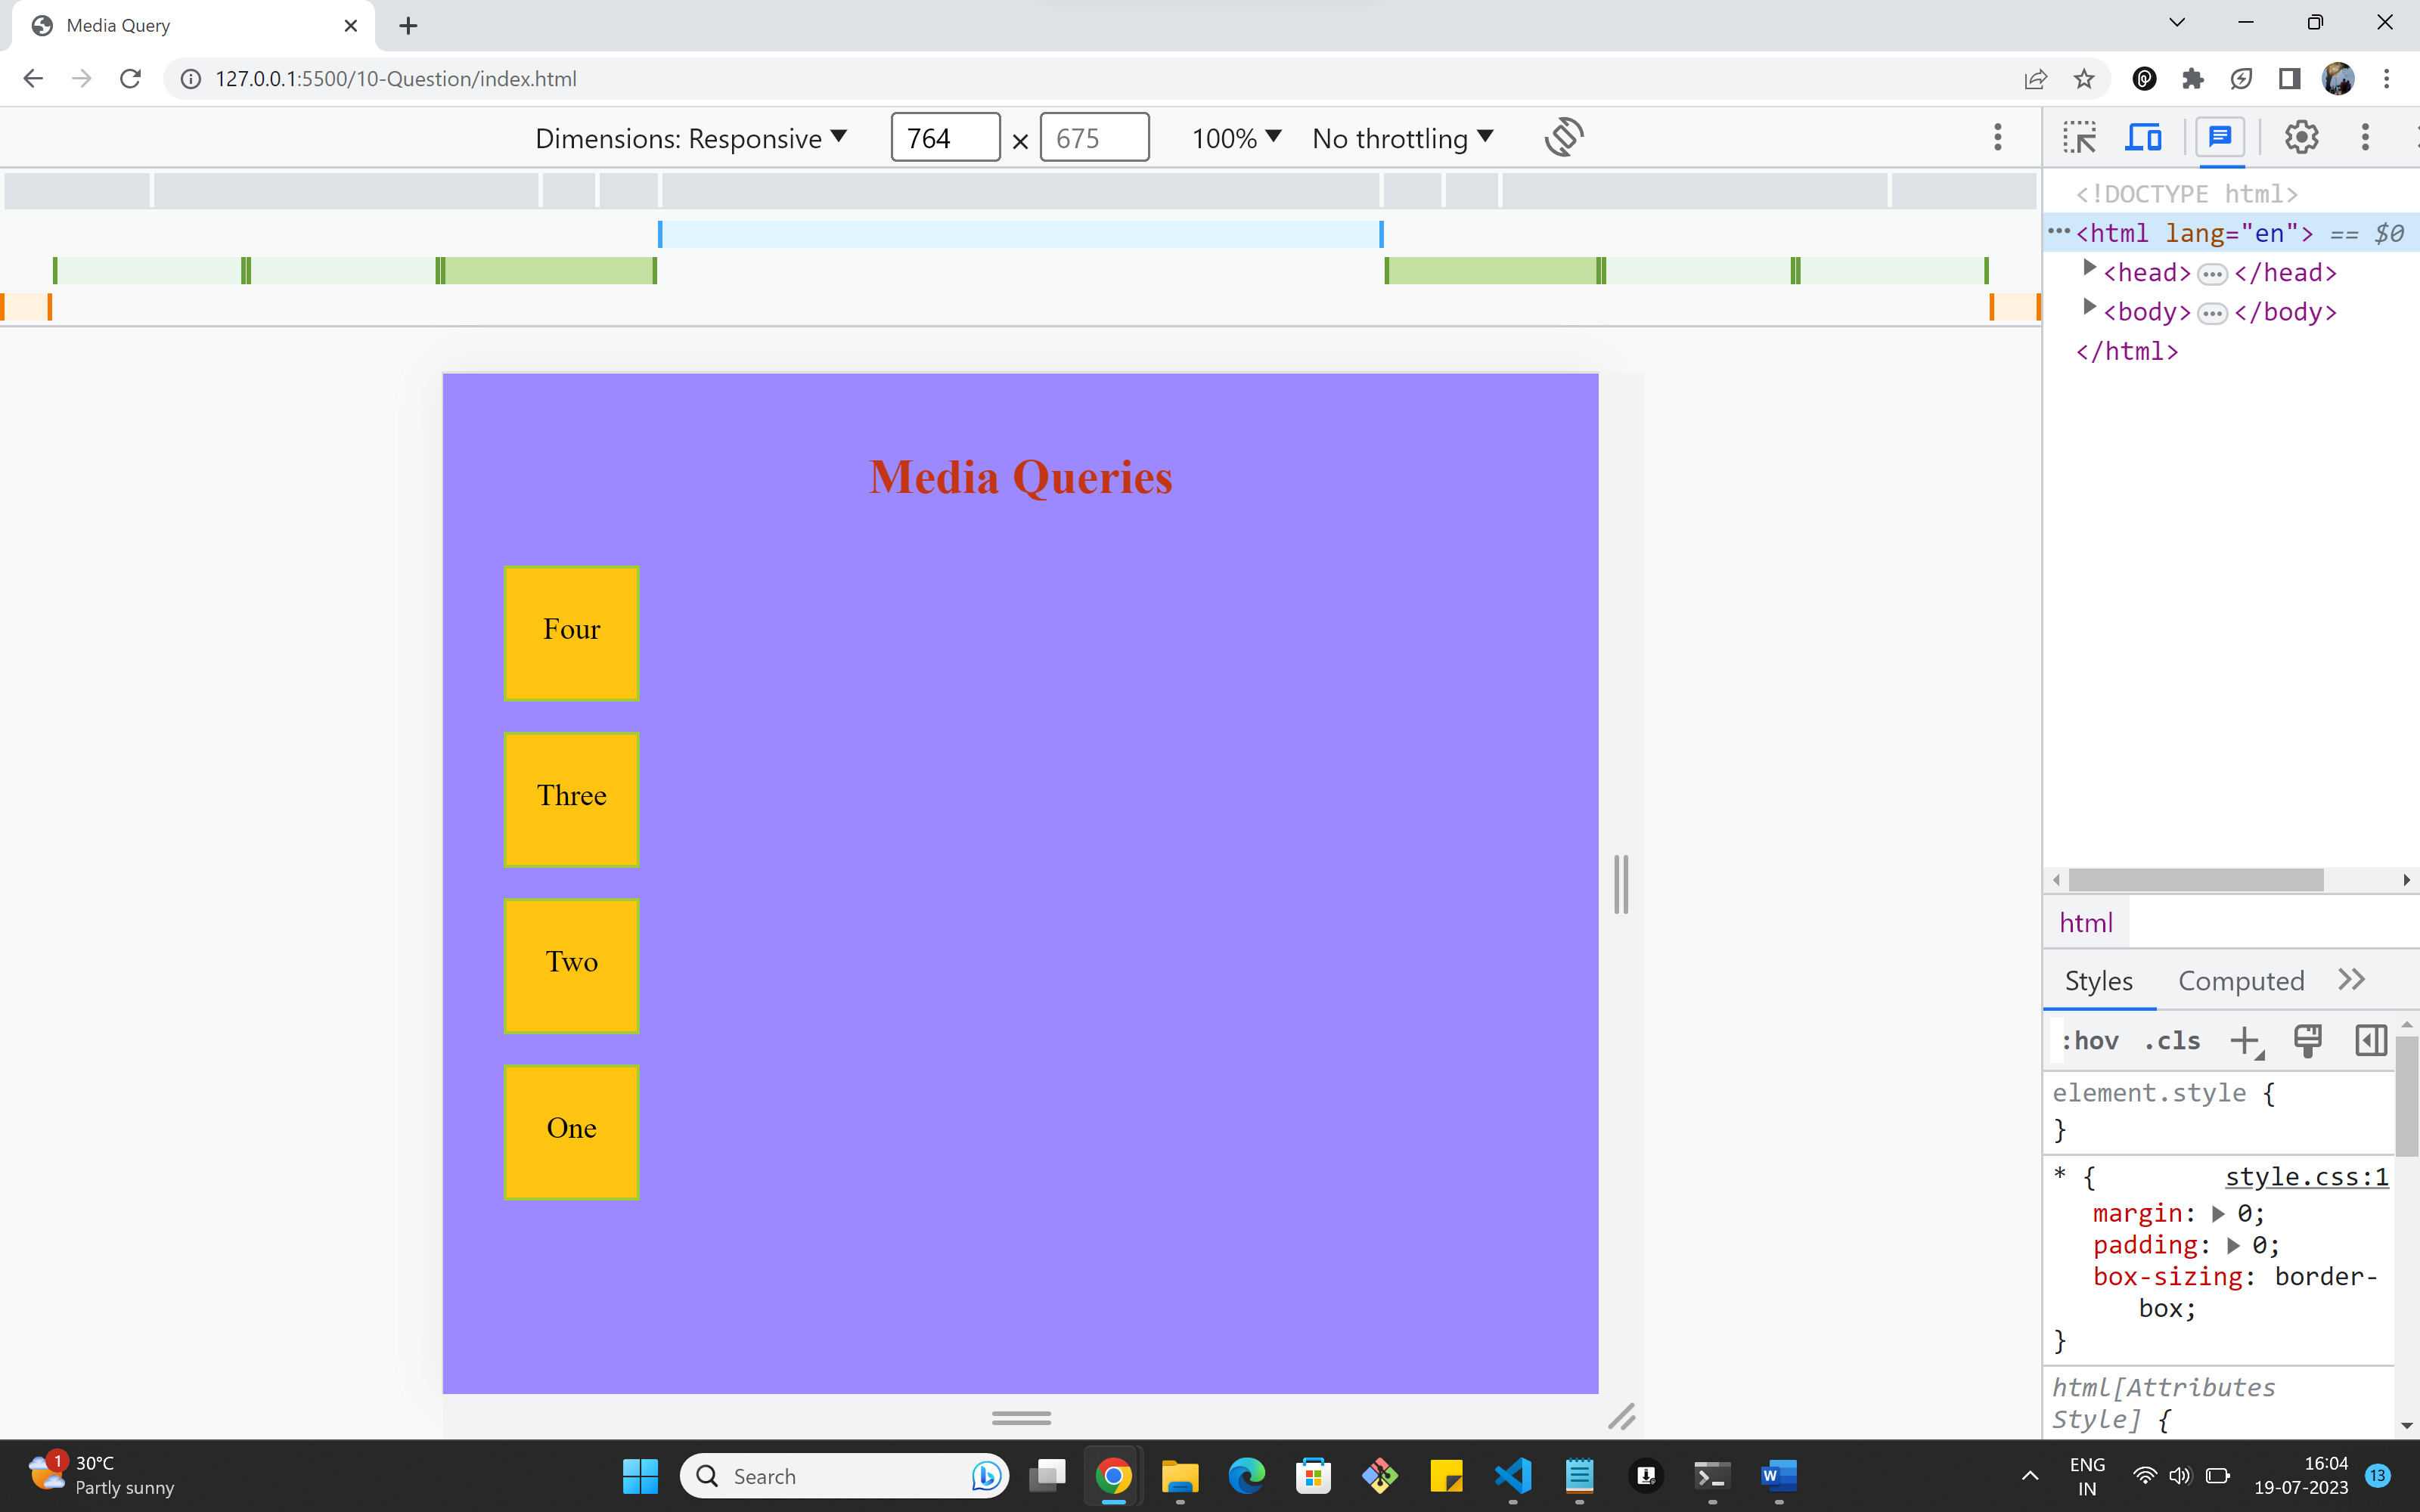 Media Query
127.0.0.1:5500/10-Question/index.html
Dimensions: Responsive 764 × 675 100% No throttling
<!DOCTYPE html>
<html lang="en"> == $0
<head> </head>
<body> </body>
</html>
Media Queries
Four
Three
Two
One
html
Styles Computed
:hov .cls
element.style {
}
* { style.css:1
margin: 0;
padding: 0;
box-sizing: border-
box;
}
html[Attributes
Style] {
1
30°C
Partly sunny
Search
W
ENG
IN
16:04
19-07-2023
13